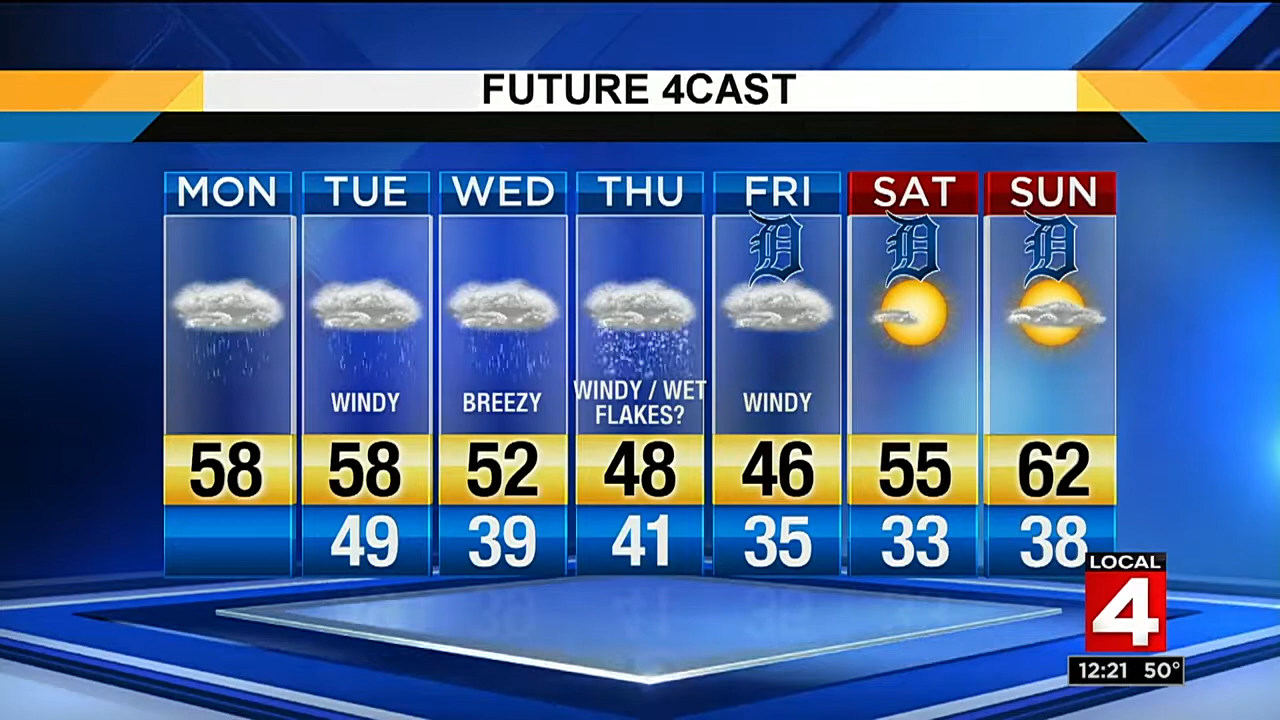 FUTURE 4CAST
MON TUE WED THU FRI SAT SUN
D D D
WINDY BREEZY WINDY / WET FLAKES? WINDY
58 58 52 48 46 55 62
49 39 41 35 33 38
LOCAL
4
12:21 50°